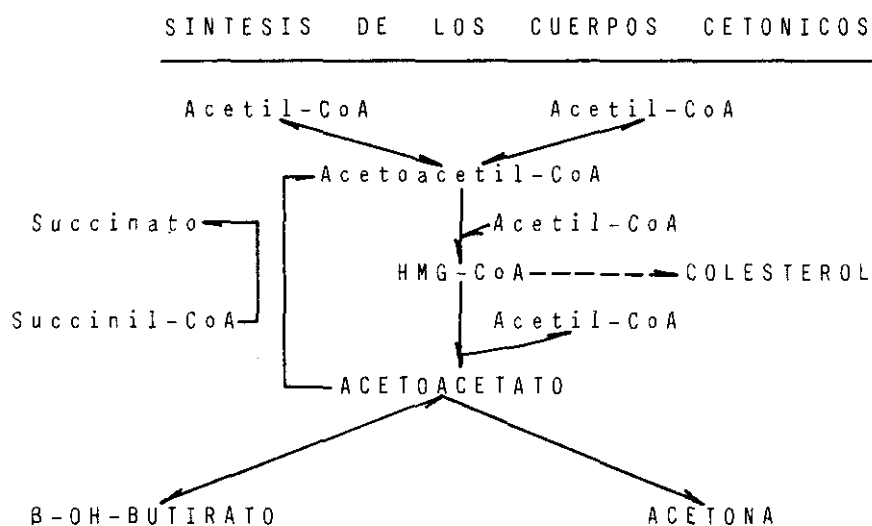 SINTESIS DE LOS CUERPOS CETONICOS
Acetil-CoA Acetil-CoA
Acetoacetil-CoA
Succinato Acetil-CoA
HMG-CoA COLESTEROL
Succinil-CoA Acetil-CoA
ACETOACETATO
β-OH-BUTIRATO ACETONA